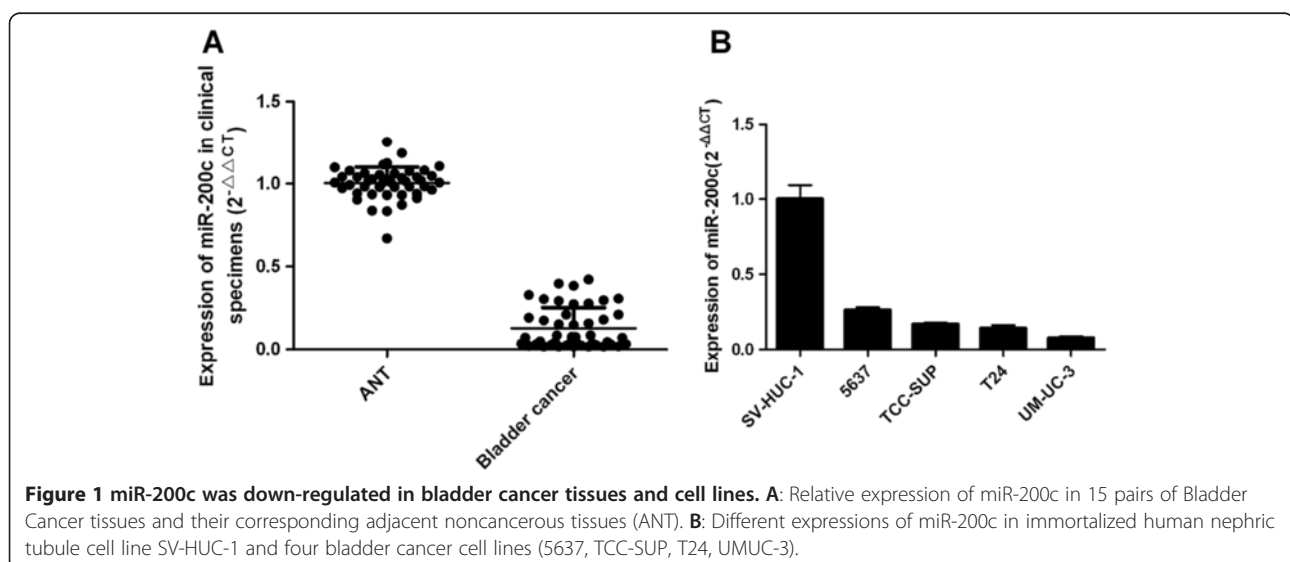 A
Expression of miR-200c in clinical
specimens (2-△△CT)
1.5
1.0
0.5
0.0
ANT
Bladder cancer
B
Expression of miR-200c(2-ΔΔCT)
1.5
1.0
0.5
0.0
SV-HUC-1
5637
TCC-SUP
T24
UM-UC-3
Figure 1 miR-200c was down-regulated in bladder cancer tissues and cell lines. A: Relative expression of miR-200c in 15 pairs of Bladder
Cancer tissues and their corresponding adjacent noncancerous tissues (ANT). B: Different expressions of miR-200c in immortalized human nephric
tubule cell line SV-HUC-1 and four bladder cancer cell lines (5637, TCC-SUP, T24, UMUC-3).